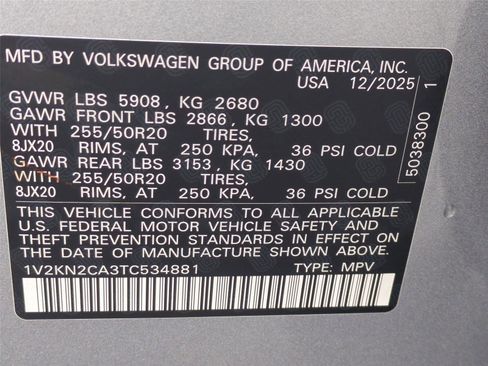 MFD BY VOLKSWAGEN GROUP OF AMERICA, INC.
USA 12/2025
GVWR LBS 5908, KG 2680
GAWR FRONT LBS 2866, KG 1300
WITH 255/50R20 TIRES,
8JX20 RIMS, AT 250 KPA, 36 PSI COLD
GAWR REAR LBS 3153, KG 1430
WITH 255/50R20 TIRES,
8JX20 RIMS, AT 250 KPA, 36 PSI COLD
THIS VEHICLE CONFORMS TO ALL APPLICABLE
U.S. FEDERAL MOTOR VEHICLE SAFETY AND
THEFT PREVENTION STANDARDS IN EFFECT ON
THE DATE OF MANUFACTURE SHOWN ABOVE.
1V2KN2CA3TC534881 TYPE: MPV
5038300 1